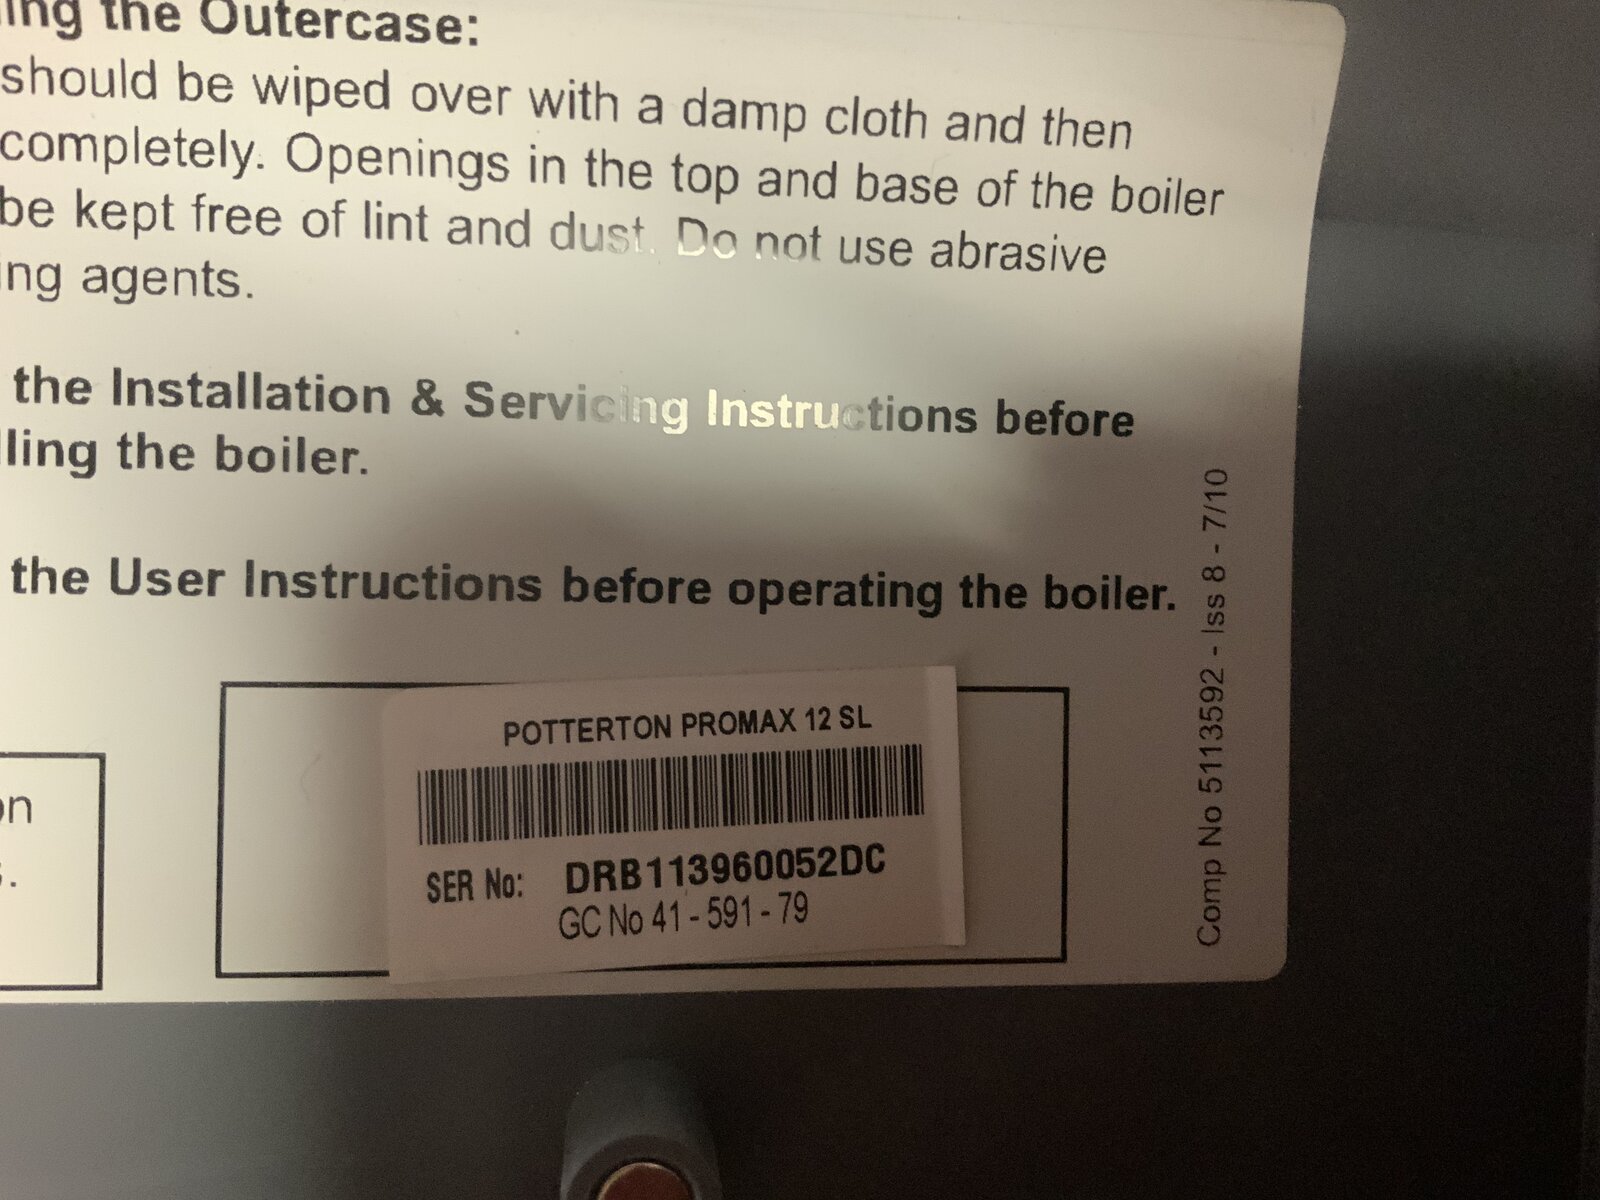 ing the Outercase:
should be wiped over with a damp cloth and then
completely. Openings in the top and base of the boiler
be kept free of lint and dust. Do not use abrasive
ing agents.
the Installation & Servicing Instructions before
ling the boiler.
the User Instructions before operating the boiler.
on
s.
POTTERTON PROMAX 12 SL
SER No: DRB113960052DC
GC No 41 - 591 - 79
Comp No 5113592 - Iss 8 - 7/10